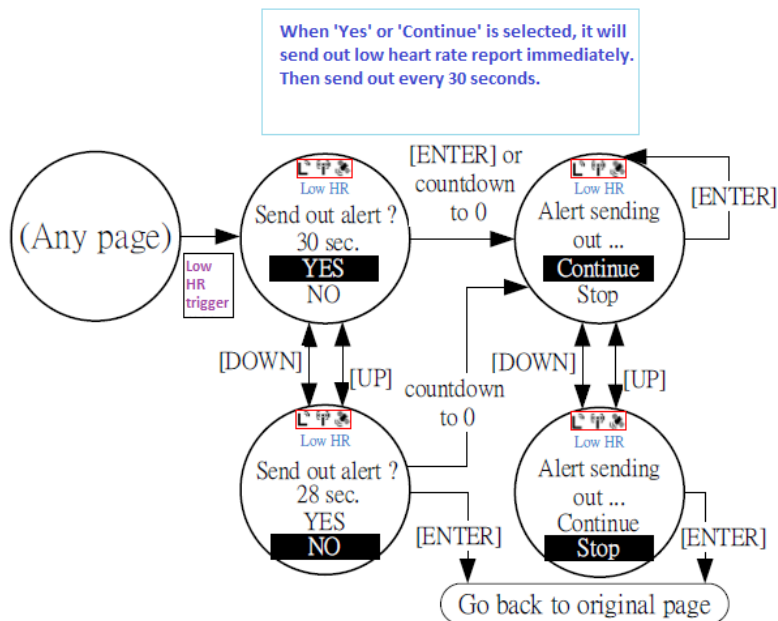 When 'Yes' or 'Continue' is selected, it will
send out low heart rate report immediately.
Then send out every 30 seconds.
(Any page)
Low
HR
trigger
Low HR
Send out alert ?
30 sec.
YES
NO
[ENTER] or
countdown
to 0
Low HR
Alert sending
out ...
Continue
Stop
[ENTER]
[DOWN]
[UP]
countdown
to 0
[DOWN]
[UP]
Low HR
Send out alert ?
28 sec.
YES
NO
[ENTER]
Low HR
Alert sending
out ...
Continue
Stop
[ENTER]
Go back to original page